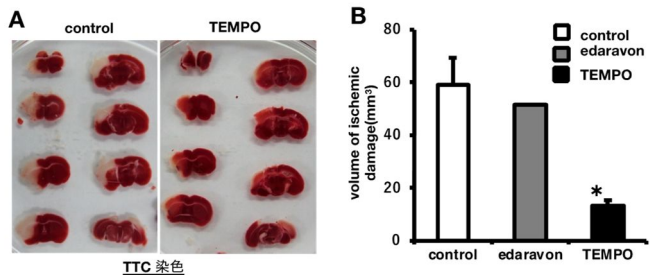 A
control
TEMPO
TTC 染色
B
volume of ischemic
damage(mm³)
80
60
40
20
0
control
edaravon
TEMPO
*
control
edaravon
TEMPO